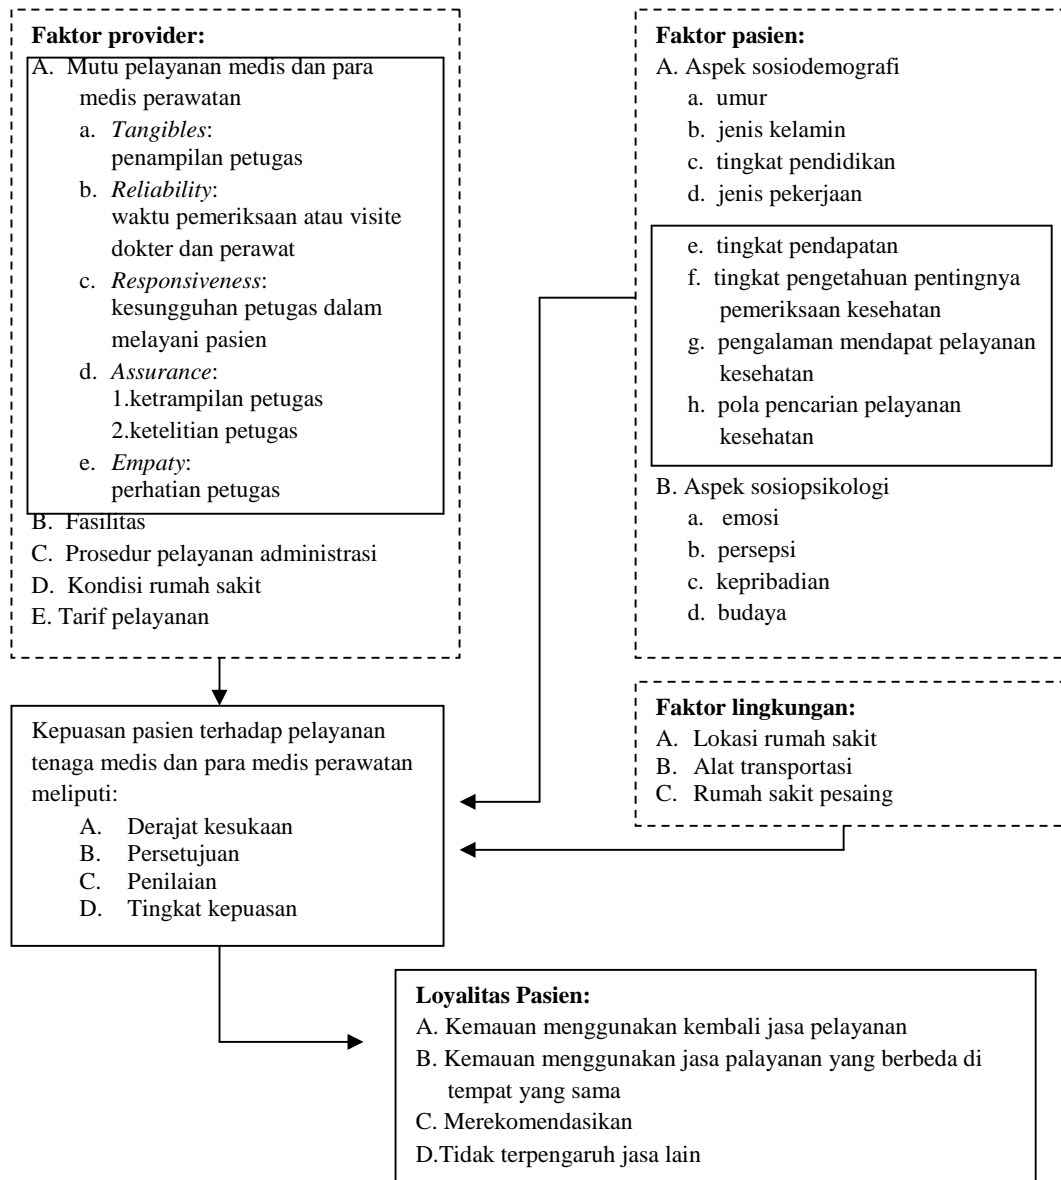 Faktor provider:
A. Mutu pelayanan medis dan para
medis perawatan
a. Tangibles:
penampilan petugas
b. Reliability:
waktu pemeriksaan atau visite
dokter dan perawat
c. Responsiveness:
kesungguhan petugas dalam
melayani pasien
d. Assurance:
1.ketrampilan petugas
2.ketelitian petugas
e. Empaty:
perhatian petugas
B. Fasilitas
C. Prosedur pelayanan administrasi
D. Kondisi rumah sakit
E. Tarif pelayanan
Faktor pasien:
A. Aspek sosiodemografi
a. umur
b. jenis kelamin
c. tingkat pendidikan
d. jenis pekerjaan
e. tingkat pendapatan
f. tingkat pengetahuan pentingnya
pemeriksaan kesehatan
g. pengalaman mendapat pelayanan
kesehatan
h. pola pencarian pelayanan
kesehatan
B. Aspek sosiopsikologi
a. emosi
b. persepsi
c. kepribadian
d. budaya
Faktor lingkungan:
A. Lokasi rumah sakit
B. Alat transportasi
C. Rumah sakit pesaing
Kepuasan pasien terhadap pelayanan
tenaga medis dan para medis perawatan
meliputi:
A. Derajat kesukaan
B. Persetujuan
C. Penilaian
D. Tingkat kepuasan
Loyalitas Pasien:
A. Kemauan menggunakan kembali jasa pelayanan
B. Kemauan menggunakan jasa palayanan yang berbeda di
tempat yang sama
C. Merekomendasikan
D.Tidak terpengaruh jasa lain